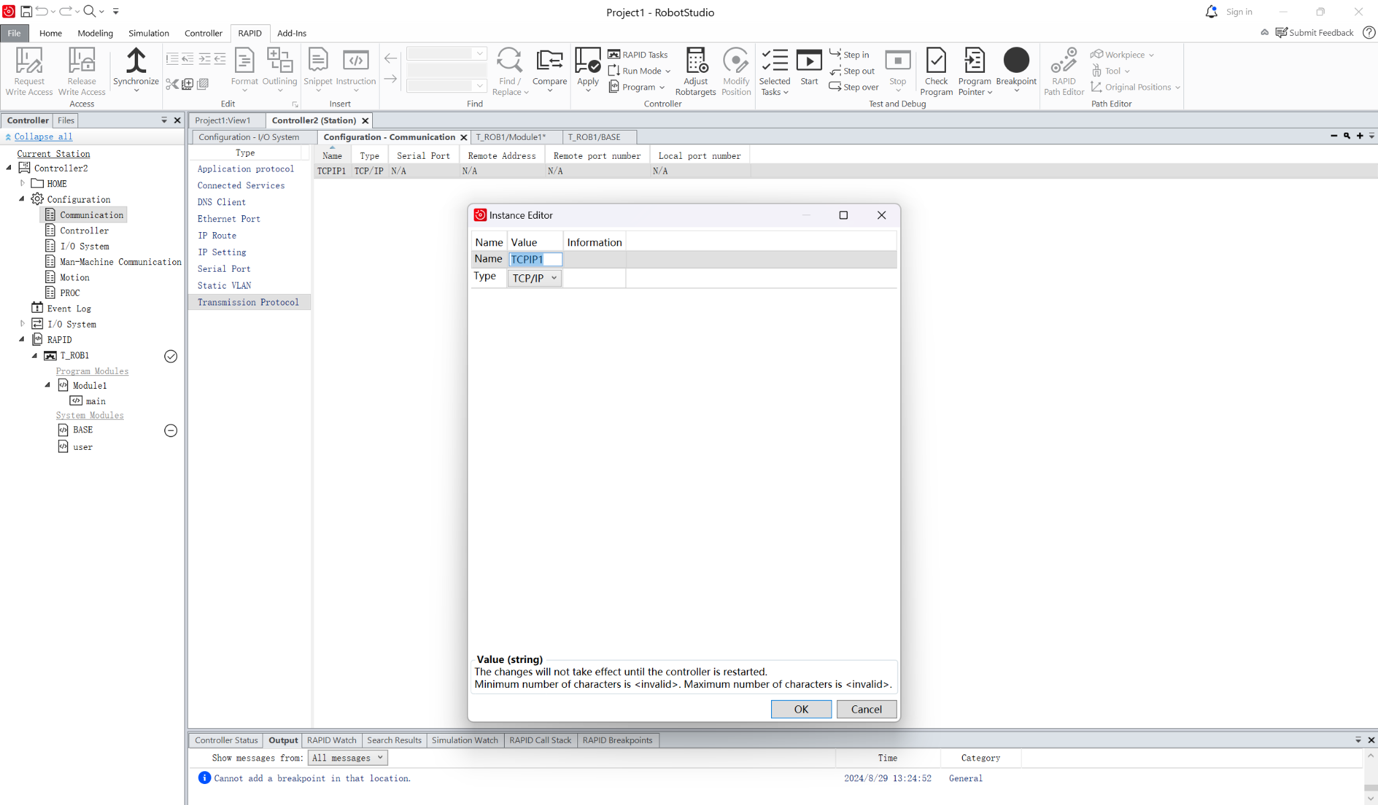 Project1 - RobotStudio
Sign in
File Home Modeling Simulation Controller RAPID Add-Ins
Submit Feedback
Request Write Access
Release Write Access
Access
Synchronize
Format
Outlining
Edit
Snippet
Instruction
Insert
Find / Replace
Find
Compare
Apply
RAPID Tasks
Run Mode
Program
Adjust Robtargets
Modify Position
Controller
Selected Tasks
Start
Step in
Step out
Step over
Stop
Check Program
Program Pointer
Breakpoint
Test and Debug
RAPID Path Editor
Workpiece
Tool
Original Positions
Path Editor
Controller Files
Collapse all
Current Station
Controller2
HOME
Configuration
Communication
Controller
I/O System
Man-Machine Communication
Motion
PROC
Event Log
I/O System
RAPID
T_ROB1
Program Modules
Module1
main
System Modules
BASE
user
Project1:View1 Controller2 (Station)
Configuration - I/O System Configuration - Communication T_ROB1/Module1* T_ROB1/BASE
Type
Application protocol
Connected Services
DNS Client
Ethernet Port
IP Route
IP Setting
Serial Port
Static VLAN
Transmission Protocol
Name Type Serial Port Remote Address Remote port number Local port number
TCPIP1 TCP/IP N/A N/A N/A N/A
Instance Editor
Name Value Information
Name TCPIP1
Type TCP/IP
Value (string)
The changes will not take effect until the controller is restarted.
Minimum number of characters is <invalid>. Maximum number of characters is <invalid>.
OK Cancel
Controller Status Output RAPID Watch Search Results Simulation Watch RAPID Call Stack RAPID Breakpoints
Show messages from: All messages Time Category
Cannot add a breakpoint in that location. 2024/8/29 13:24:52 General